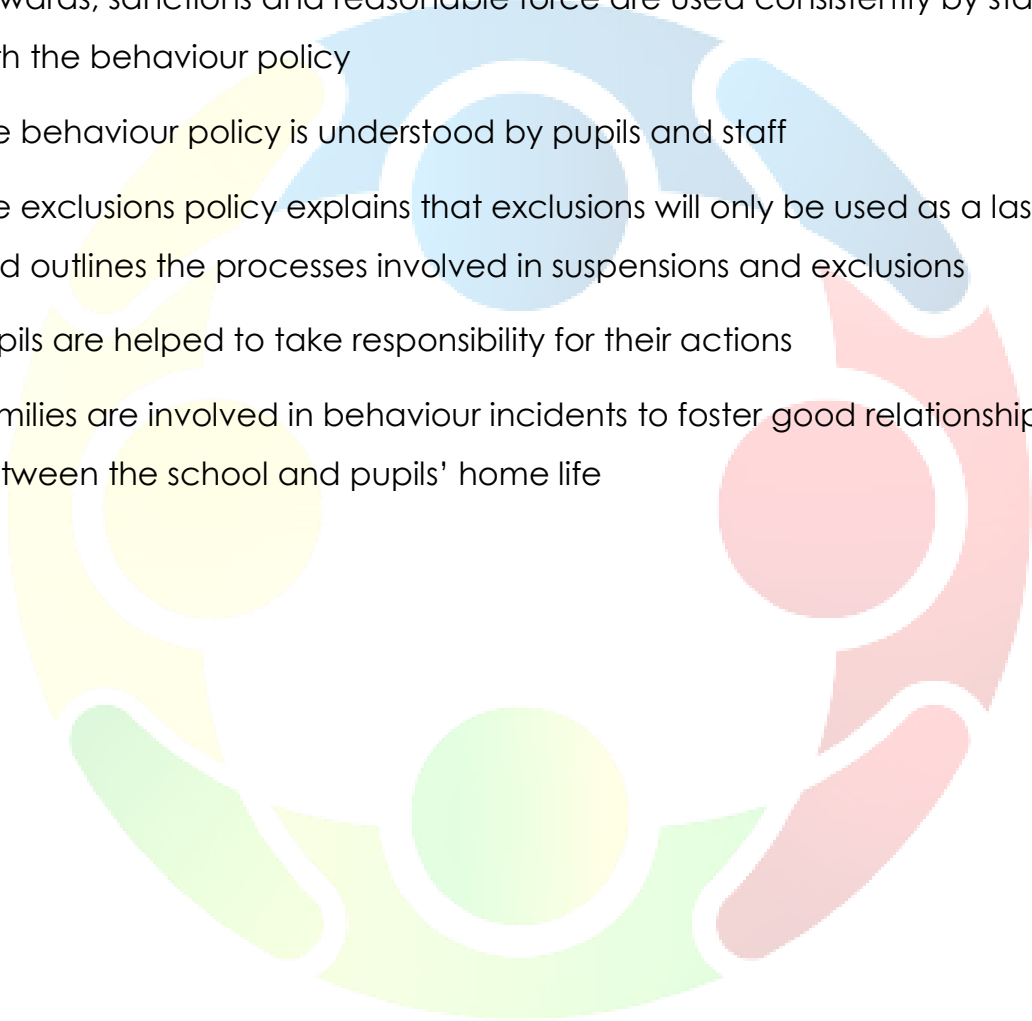 wards, sanctions and reasonable force are used consistently by sta
th the behaviour policy
e behaviour policy is understood by pupils and staff
e exclusions policy explains that exclusions will only be used as a las
d outlines the processes involved in suspensions and exclusions
pils are helped to take responsibility for their actions
milies are involved in behaviour incidents to foster good relationship
tween the school and pupils’ home life